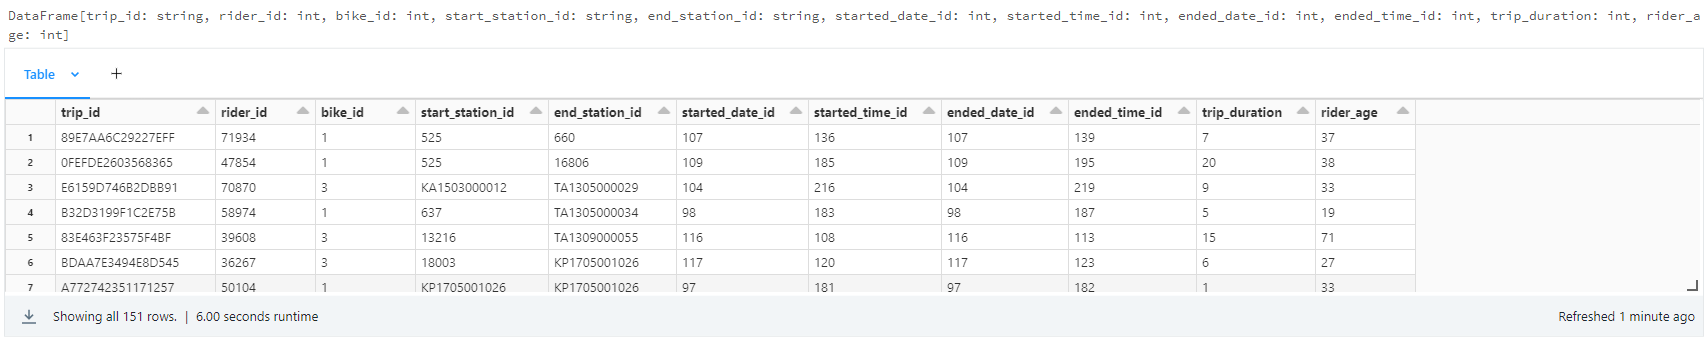 DataFrame[trip_id: string, rider_id: int, bike_id: int, start_station_id: string, end_station_id: string, started_date_id: int, started_time_id: int, ended_date_id: int, ended_time_id: int, trip_duration: int, rider_a
ge: int]
Table +
trip_id rider_id bike_id start_station_id end_station_id started_date_id started_time_id ended_date_id ended_time_id trip_duration rider_age
1 89E7AA6C29227EFF 71934 1 525 660 107 136 107 139 7 37
2 0FEFDE2603568365 47854 1 525 16806 109 185 109 195 20 38
3 E6159D746B2DBB91 70870 3 KA1503000012 TA1305000029 104 216 104 219 9 33
4 B32D3199F1C2E75B 58974 1 637 TA1305000034 98 183 98 187 5 19
5 83E463F23575F4BF 39608 3 13216 TA1309000055 116 108 116 113 15 71
6 BDAA7E3494E8D545 36267 3 18003 KP1705001026 117 120 117 123 6 27
7 A772742351171257 50104 1 KP1705001026 KP1705001026 97 181 97 182 1 33
Showing all 151 rows. | 6.00 seconds runtime Refreshed 1 minute ago